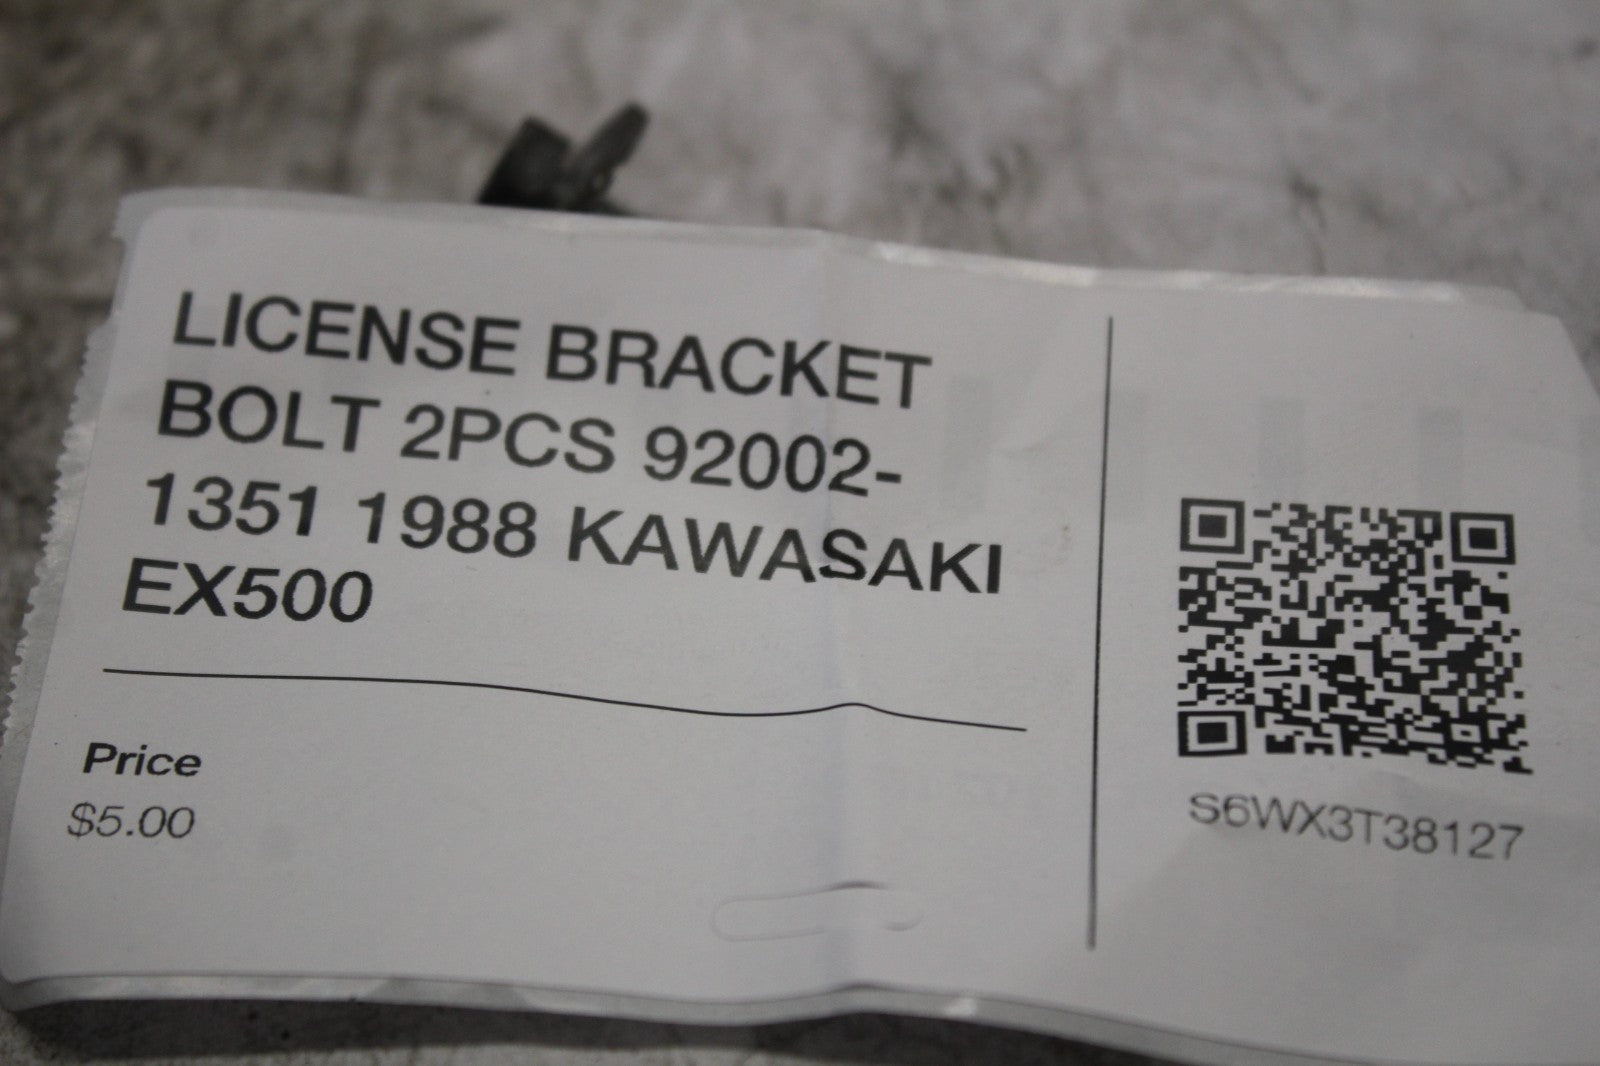 LICENSE BRACKET
BOLT 2PCS 92002-
1351 1988 KAWASAKI
EX500
Price
$5.00
S6WX3T38127